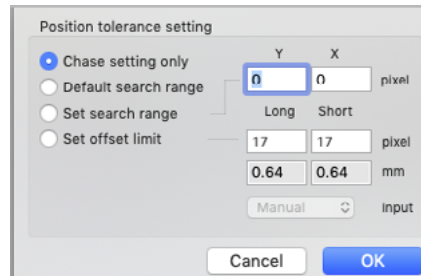 Position tolerance setting
Y X
Chase setting only
0 0 pixel
Default search range
Set search range
Long Short
Set offset limit
17 17 pixel
0.64 0.64 mm
Manual input
Cancel OK